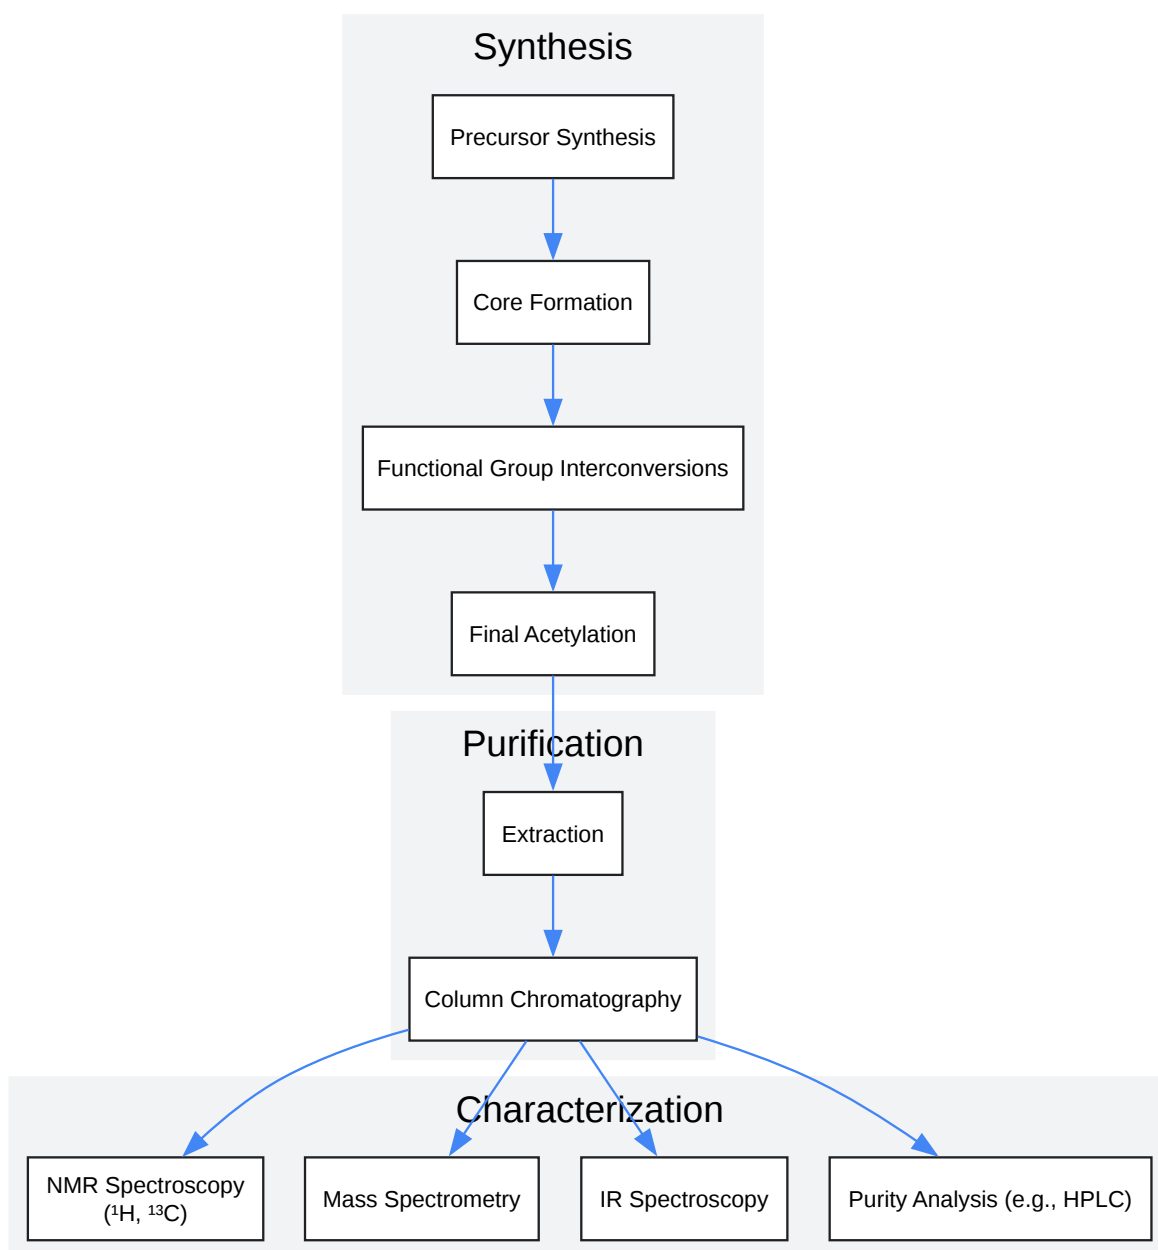 Synthesis
Precursor Synthesis
Core Formation
Functional Group Interconversions
Final Acetylation
Purification
Extraction
Column Chromatography
Characterization
NMR Spectroscopy
(¹H, ¹³C)
Mass Spectrometry
IR Spectroscopy
Purity Analysis (e.g., HPLC)